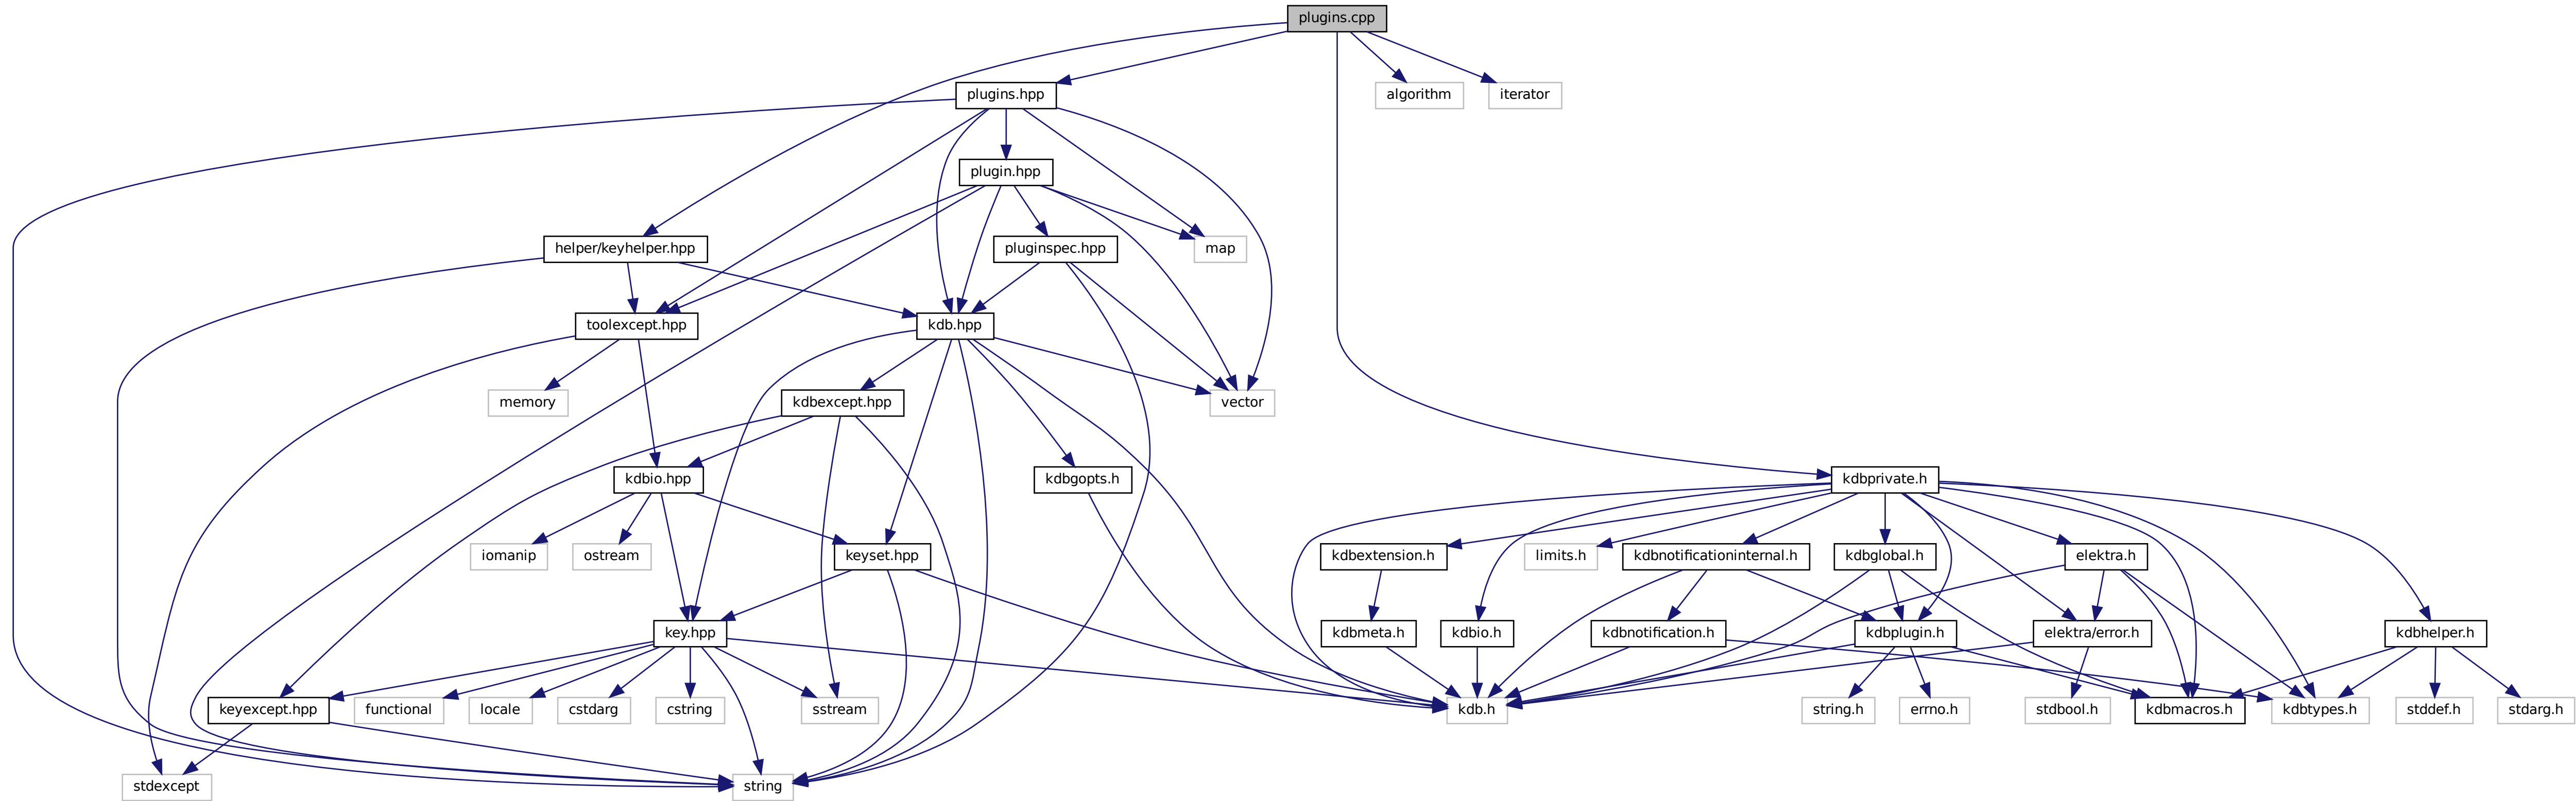 plugins.cpp
plugins.hpp
algorithm
iterator
plugin.hpp
helper/keyhelper.hpp
pluginspec.hpp
map
toolexcept.hpp
kdb.hpp
memory
kdbexcept.hpp
vector
kdbio.hpp
kdbgopts.h
kdbprivate.h
iomanip
ostream
keyset.hpp
kdbextension.h
limits.h
kdbnotificationinternal.h
kdbglobal.h
elektra.h
key.hpp
kdbmeta.h
kdbio.h
kdbnotification.h
kdbplugin.h
elektra/error.h
kdbhelper.h
keyexcept.hpp
functional
locale
cstdarg
cstring
sstream
kdb.h
string.h
errno.h
stdbool.h
kdbmacros.h
kdbtypes.h
stddef.h
stdarg.h
stdexcept
string